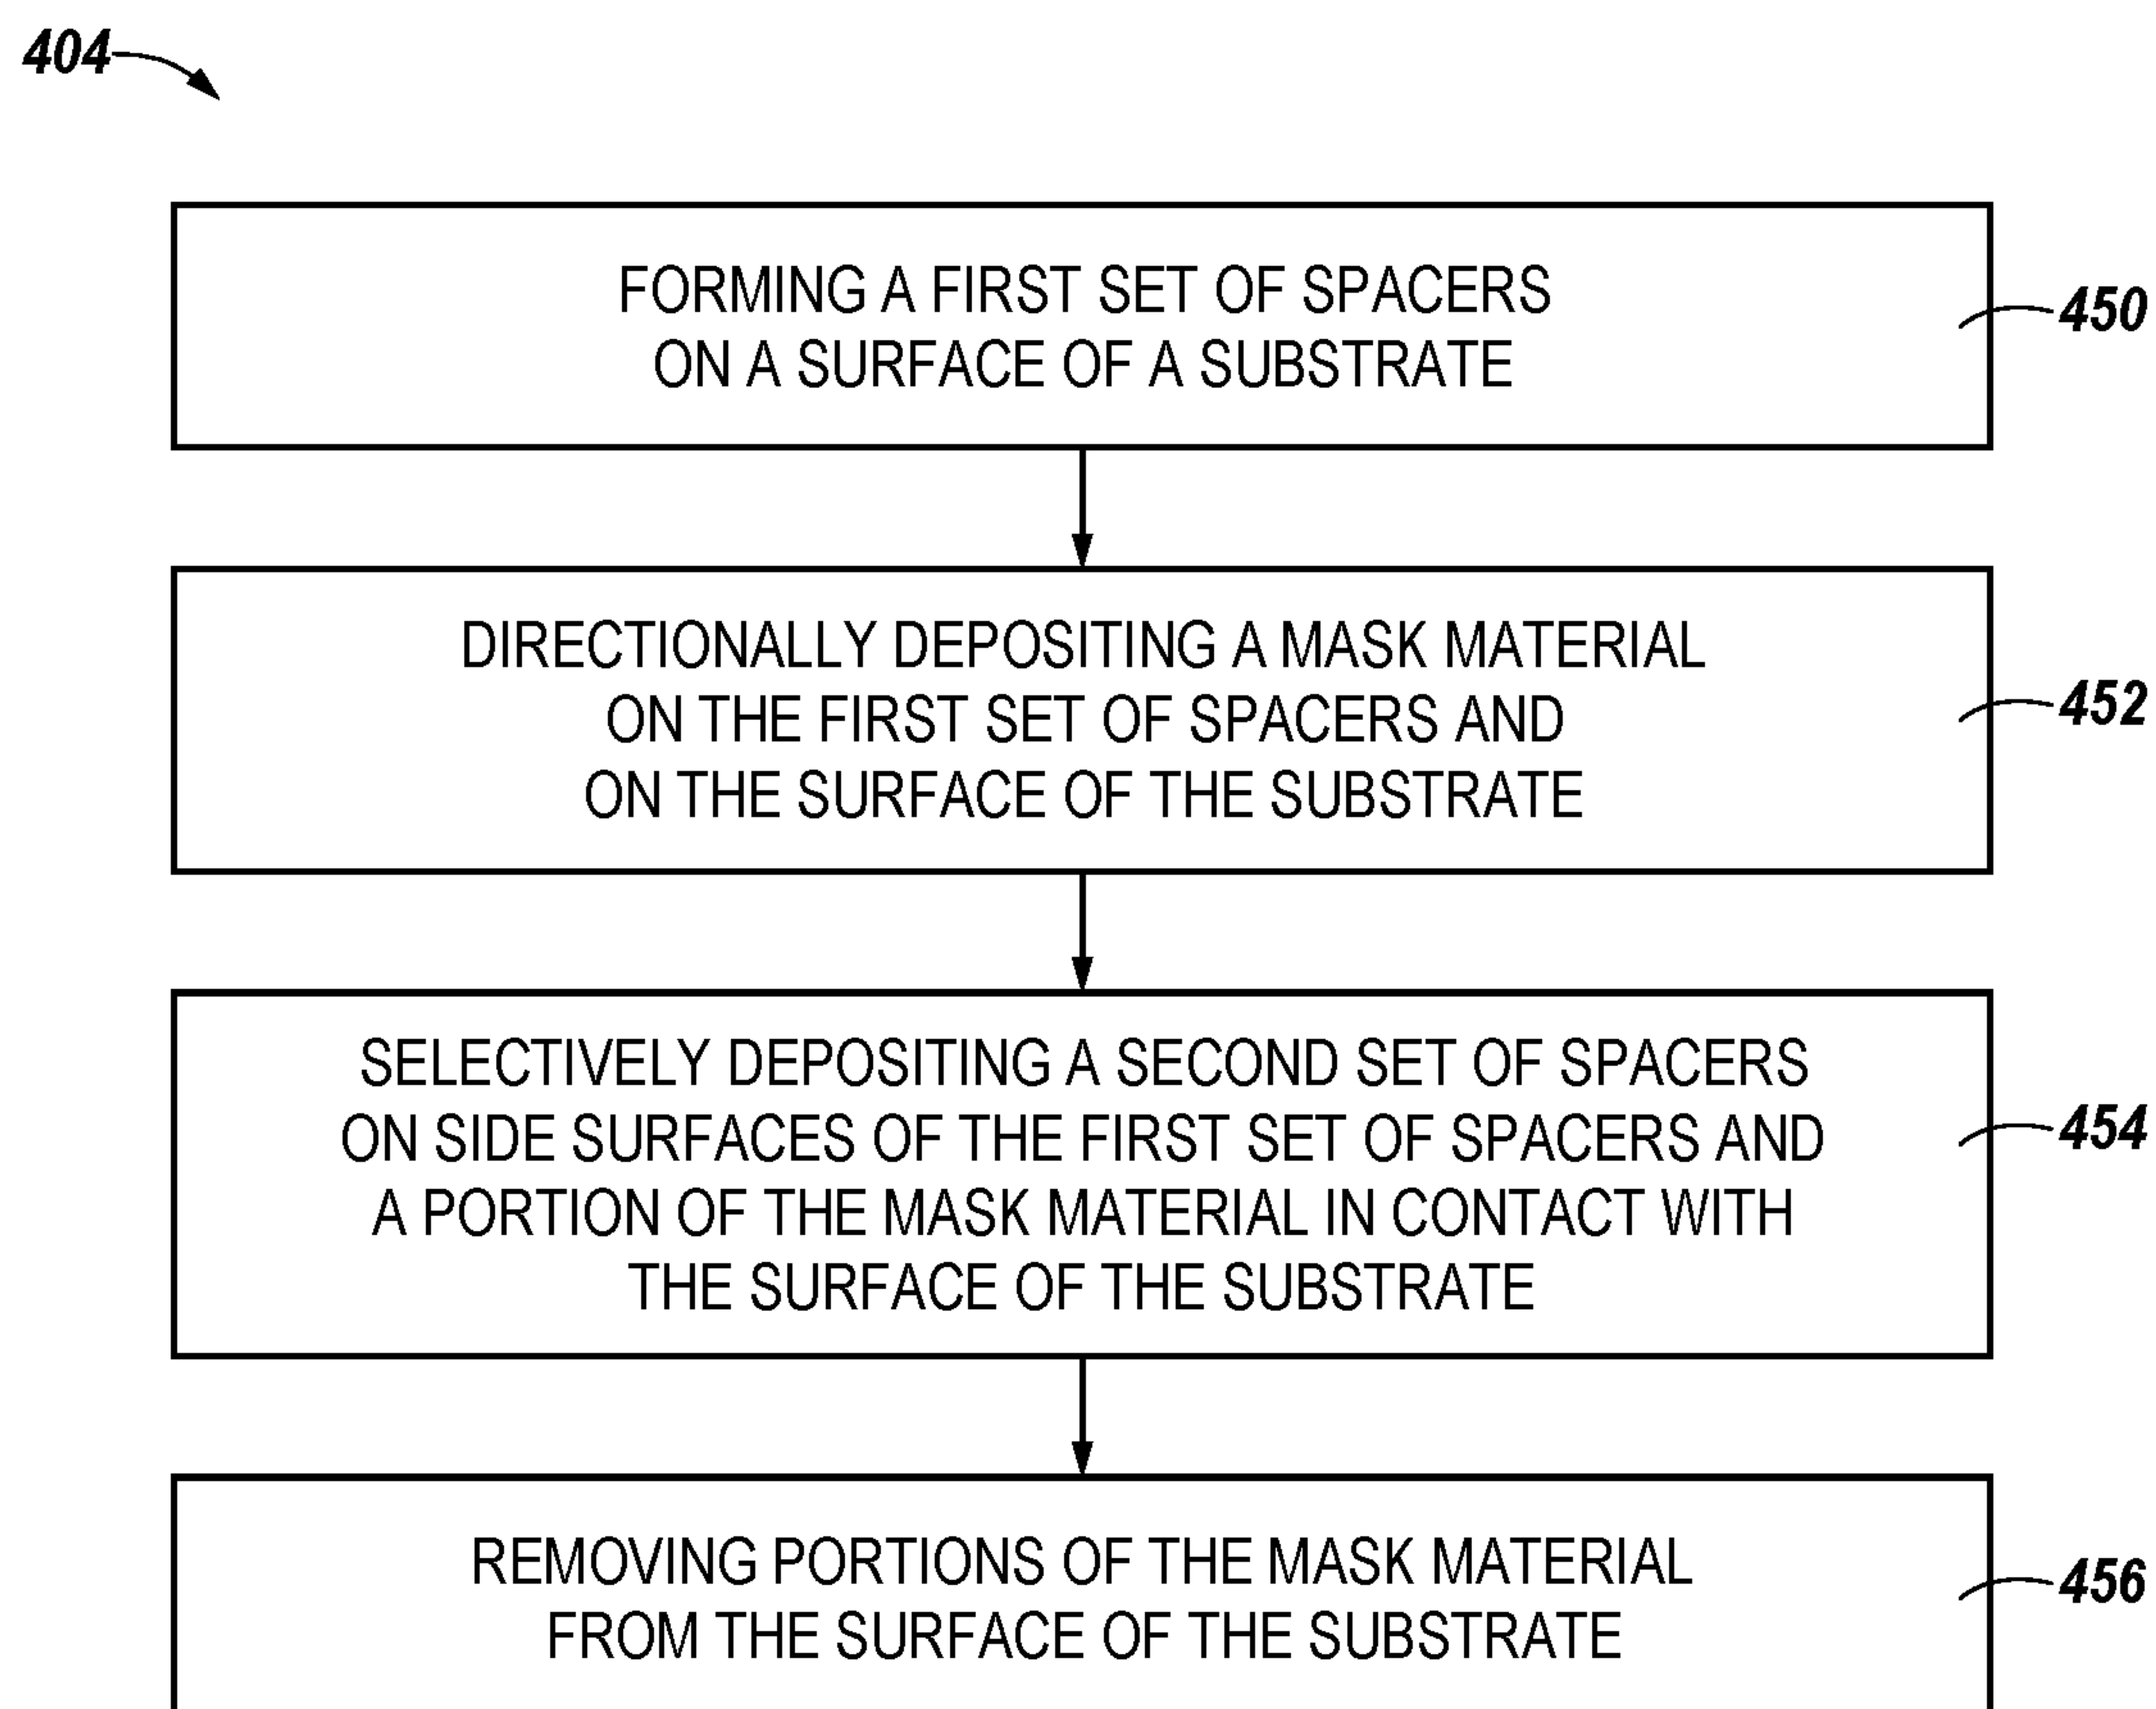 404
FORMING A FIRST SET OF SPACERS
ON A SURFACE OF A SUBSTRATE
450
DIRECTIONALLY DEPOSITING A MASK MATERIAL
ON THE FIRST SET OF SPACERS AND
ON THE SURFACE OF THE SUBSTRATE
452
SELECTIVELY DEPOSITING A SECOND SET OF SPACERS
ON SIDE SURFACES OF THE FIRST SET OF SPACERS AND
A PORTION OF THE MASK MATERIAL IN CONTACT WITH
THE SURFACE OF THE SUBSTRATE
454
REMOVING PORTIONS OF THE MASK MATERIAL
FROM THE SURFACE OF THE SUBSTRATE
456